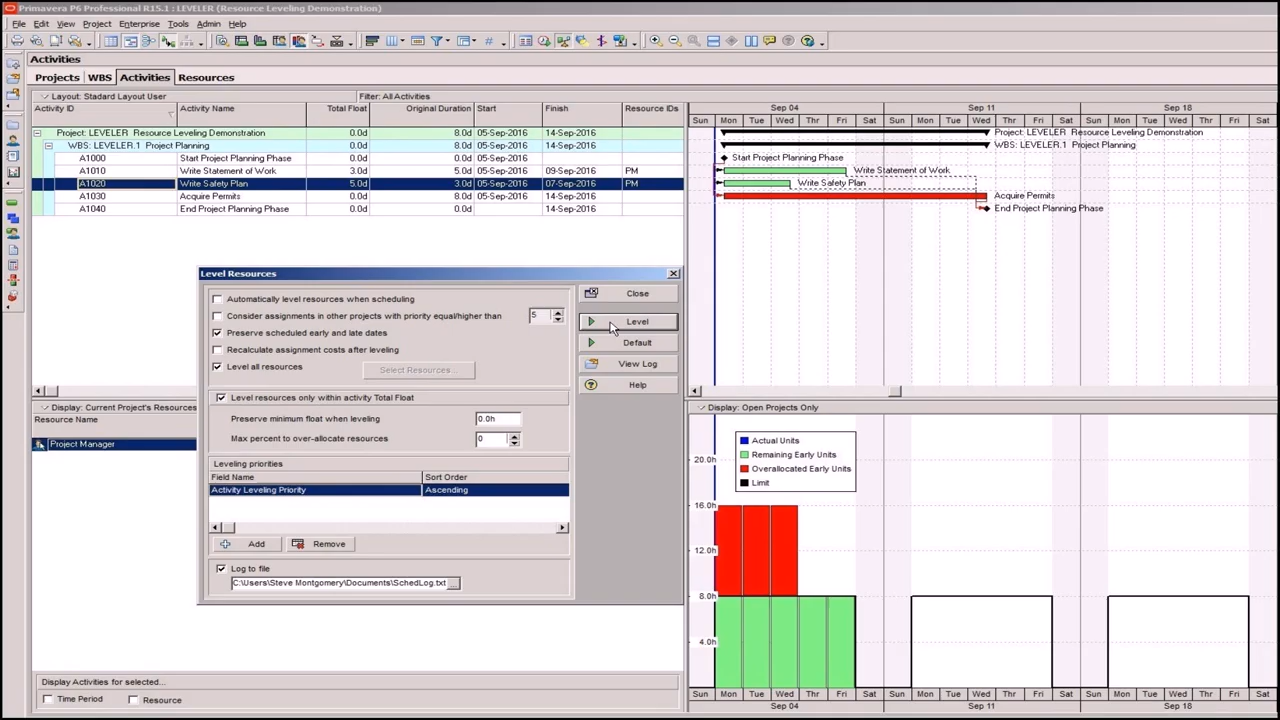 Primavera P6 Professional R15.1 : LEVELER (Resource Leveling Demonstration)
File Edit View Project Enterprise Tools Admin Help
Activities
Projects WBS Activities Resources
Layout: Stadard Layout User Filter: All Activities
Activity ID Activity Name Total Float Original Duration Start Finish Resource IDs
Project: LEVELER Resource Leveling Demonstration 0.0d 8.0d 05-Sep-2016 14-Sep-2016
WBS: LEVELER.1 Project Planning 0.0d 8.0d 05-Sep-2016 14-Sep-2016
A1000 Start Project Planning Phase 0.0d 0.0d 05-Sep-2016
A1010 Write Statement of Work 3.0d 5.0d 05-Sep-2016 09-Sep-2016 PM
A1020 Write Safety Plan 5.0d 3.0d 05-Sep-2016 07-Sep-2016 PM
A1030 Acquire Permits 0.0d 8.0d 05-Sep-2016 14-Sep-2016
A1040 End Project Planning Phase 0.0d 0.0d 14-Sep-2016
Sep 04 Sep 11 Sep 18
Sun Mon Tue Wed Thr Fri Sat Sun Mon Tue Wed Thr Fri Sat Sun Mon Tue Wed Thr Fri Sat
Project: LEVELER Resource Leveling Demonstration
WBS: LEVELER.1 Project Planning
Start Project Planning Phase
Write Statement of Work
Write Safety Plan
Acquire Permits
End Project Planning Phase
Level Resources
Automatically level resources when scheduling
Consider assignments in other projects with priority equal/higher than 5
Preserve scheduled early and late dates
Recalculate assignment costs after leveling
Level all resources Select Resources...
Level resources only within activity Total Float
Preserve minimum float when leveling 0.0h
Max percent to over-allocate resources 0
Leveling priorities
Field Name Sort Order
Activity Leveling Priority Ascending
Add Remove
Log to file
C:\Users\Steve Montgomery\Documents\SchedLog.txt ...
Close
Level
Default
View Log
Help
Display: Current Project's Resources
Resource Name
Project Manager
Display Activities for selected...
Time Period Resource
Display: Open Projects Only
Actual Units
Remaining Early Units
Overallocated Early Units
Limit
20.0h
16.0h
12.0h
8.0h
4.0h
Sun Mon Tue Wed Thr Fri Sat Sun Mon Tue Wed Thr Fri Sat Sun Mon Tue Wed Thr Fri Sat
Sep 04 Sep 11 Sep 18